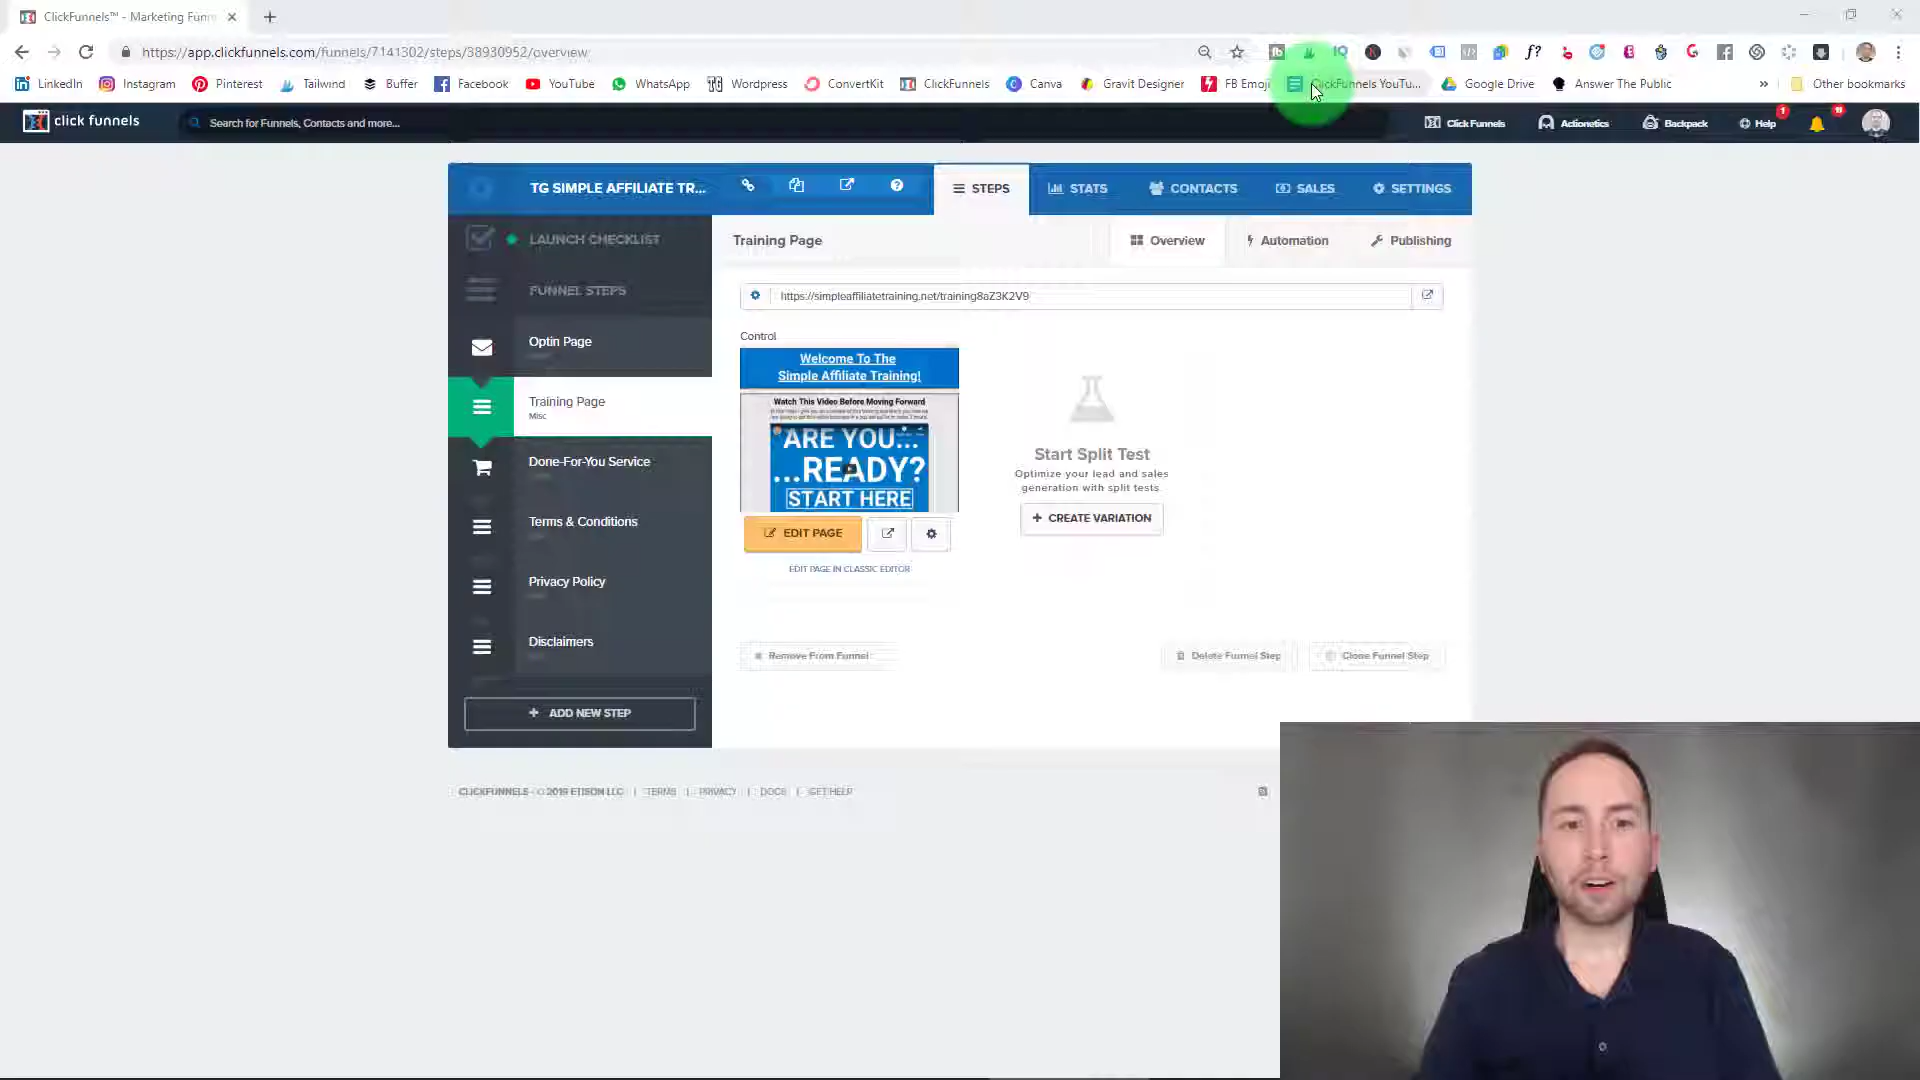 ClickFunnels™ - Marketing Funn
https://app.clickfunnels.com/funnels/7141302/steps/38930952/overview
LinkedIn Instagram Pinterest Tailwind Buffer Facebook YouTube WhatsApp Wordpress ConvertKit ClickFunnels Canva Gravit Designer FB Emoji ClickFunnels YouTu... Google Drive Answer The Public » Other bookmarks
click funnels
Search for Funnels, Contacts and more...
Click Funnels Actionetics Backpack Help 1
TG SIMPLE AFFILIATE TR...
STEPS STATS CONTACTS SALES SETTINGS
LAUNCH CHECKLIST
FUNNEL STEPS
Optin Page
Training Page
Misc
Done-For-You Service
Terms & Conditions
Privacy Policy
Disclaimers
+ ADD NEW STEP
Training Page
Overview Automation Publishing
https://simpleaffiliatetraining.net/training8aZ3K2V9
Control
Welcome To The
Simple Affiliate Training!
Watch This Video Before Moving Forward
ARE YOU...
...READY?
START HERE
EDIT PAGE
EDIT PAGE IN CLASSIC EDITOR
Start Split Test
Optimize your lead and sales
generation with split tests.
+ CREATE VARIATION
Remove From Funnel
Delete Funnel Step
Clone Funnel Step
CLICKFUNNELS - © 2019 ETISON LLC | TERMS | PRIVACY | DOCS | GET HELP